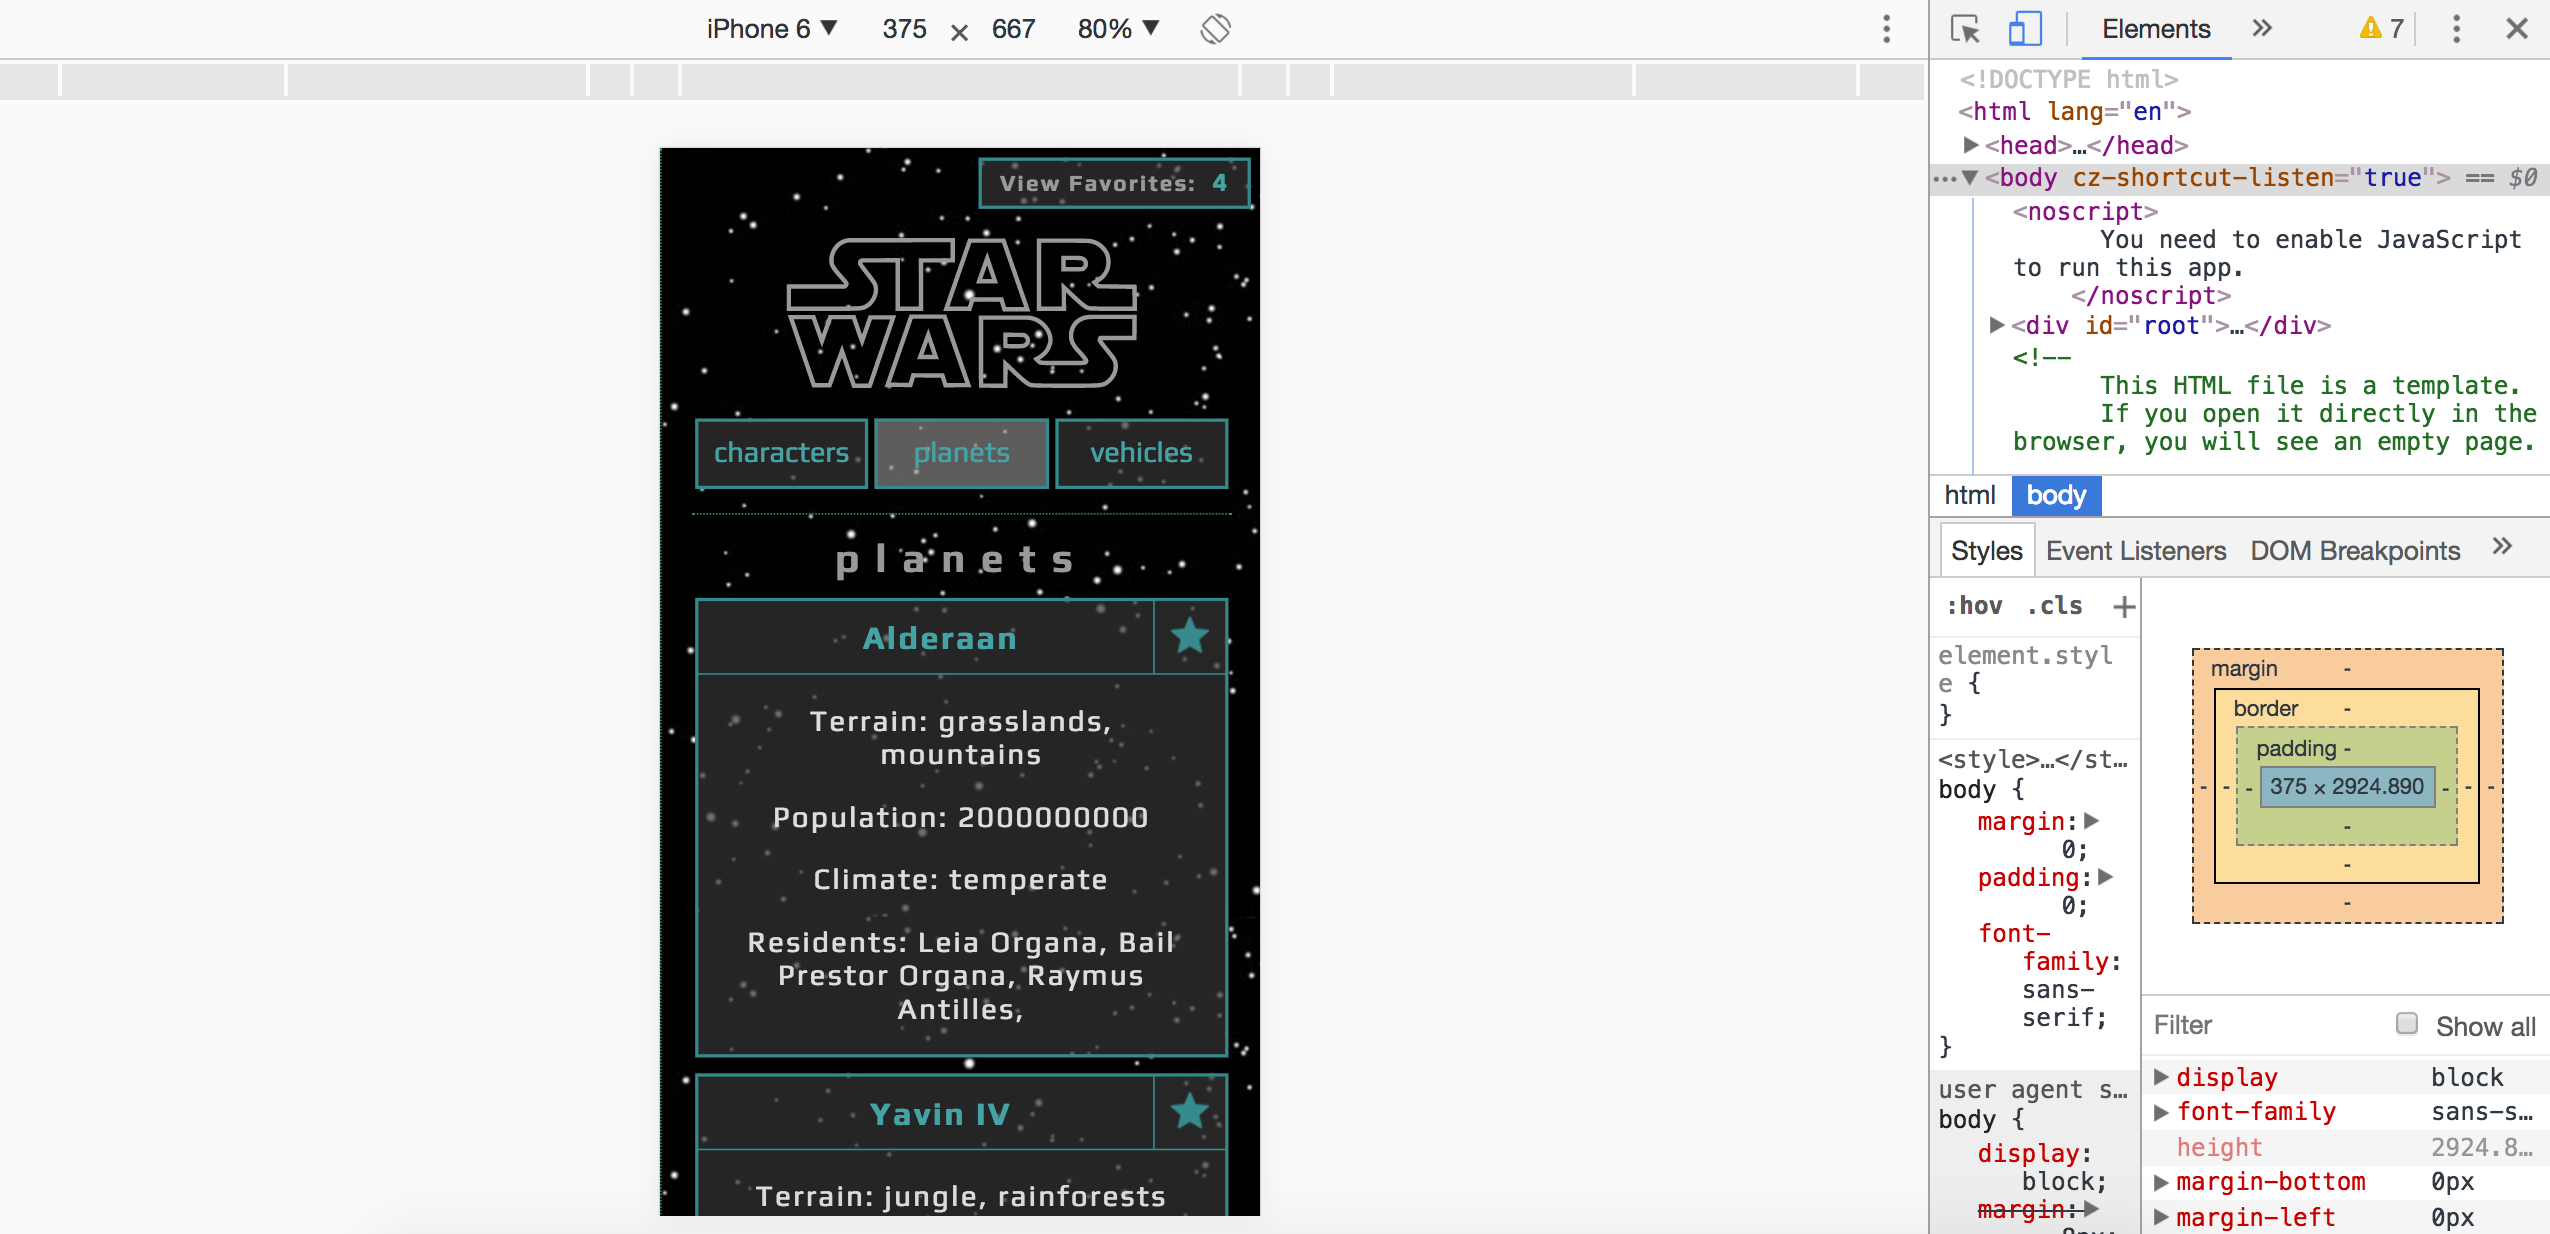 iPhone 6 ▼ 375 × 667 80% ▼
View Favorites: 4
STAR
WARS
characters planets vehicles
planets
Alderaan
Terrain: grasslands,
mountains
Population: 2000000000
Climate: temperate
Residents: Leia Organa, Bail
Prestor Organa, Raymus
Antilles,
Yavin IV
Terrain: jungle, rainforests
Elements » 7
<!DOCTYPE html>
<html lang="en">
▶<head>…</head>
…▼<body cz-shortcut-listen="true"> == $0
<noscript>
You need to enable JavaScript
to run this app.
</noscript>
▶<div id="root">…</div>
<!--
This HTML file is a template.
If you open it directly in the
browser, you will see an empty page.
html body
Styles Event Listeners DOM Breakpoints »
:hov .cls +
element.styl
e {
}
<style>…</st…
body {
margin:▶
0;
padding:▶
0;
font-
family:
sans-
serif;
}
user agent s…
body {
display:
block;
margin:▶
8px;
margin -
border -
padding -
- - - 375 × 2924.890 - - -
-
-
-
Filter Show all
▶ display block
▶ font-family sans-s…
height 2924.8…
▶ margin-bottom 0px
▶ margin-left 0px